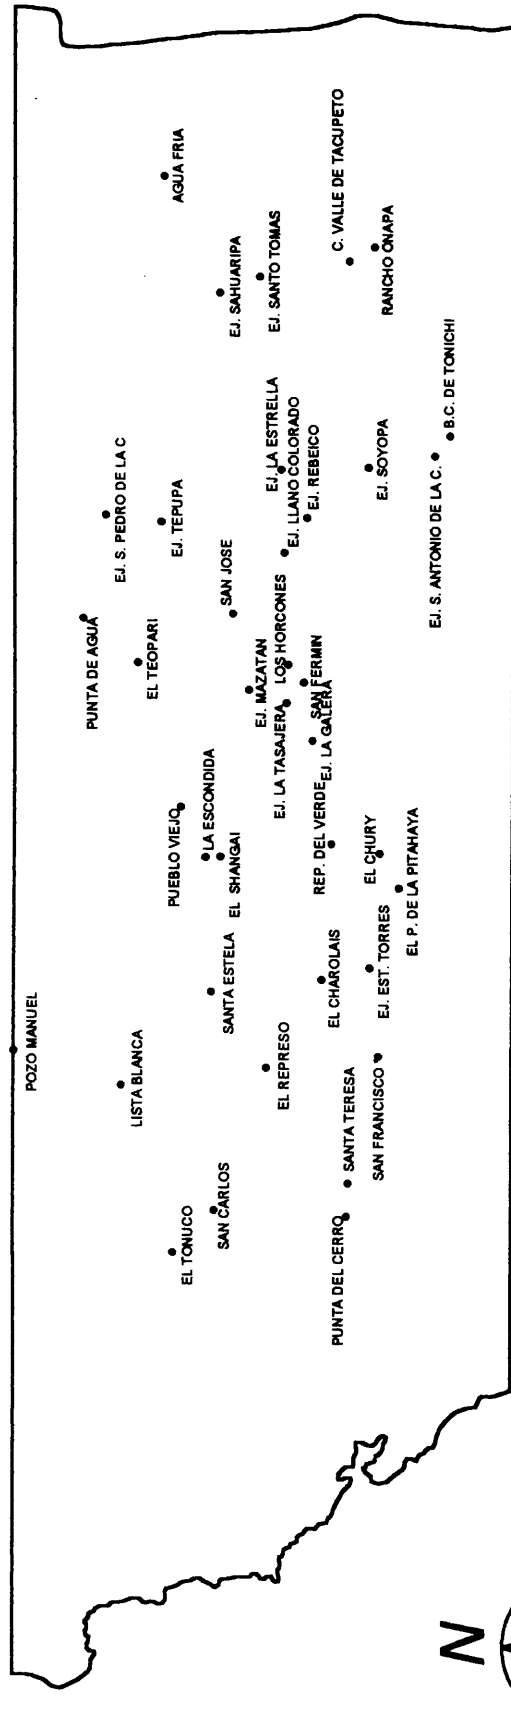 POZO MANUEL
PUNTA DE AGUA
EJ. S. PEDRO DE LA C
LISTA BLANCA
EL TEOPARI
EJ. TEPUPA
AGUA FRIA
EL TONUCO
PUEBLO VIEJO
LA ESCONDIDA
SAN CARLOS
SANTA ESTELA
EL SHANGAI
SAN JOSE
EJ. SAHUARIPA
EJ. MAZATAN
EJ. SANTO TOMAS
EL REPRESO
EJ. LA TASAJERA
LOS HORCONES
EJ. LA ESTRELLA
EJ. LLANO COLORADO
EJ. REBEICO
SAN FERMIN
EJ. LA GALERA
REP. DEL VERDE
EL CHAROLAIS
PUNTA DEL CERRO
SANTA TERESA
C. VALLE DE TACUPETO
SAN FRANCISCO
EJ. EST. TORRES
EL CHURY
EJ. SOYOPA
RANCHO ONAPA
EL P. DE LA PITAHAYA
EJ. S. ANTONIO DE LA C.
B.C. DE TONICHI
N